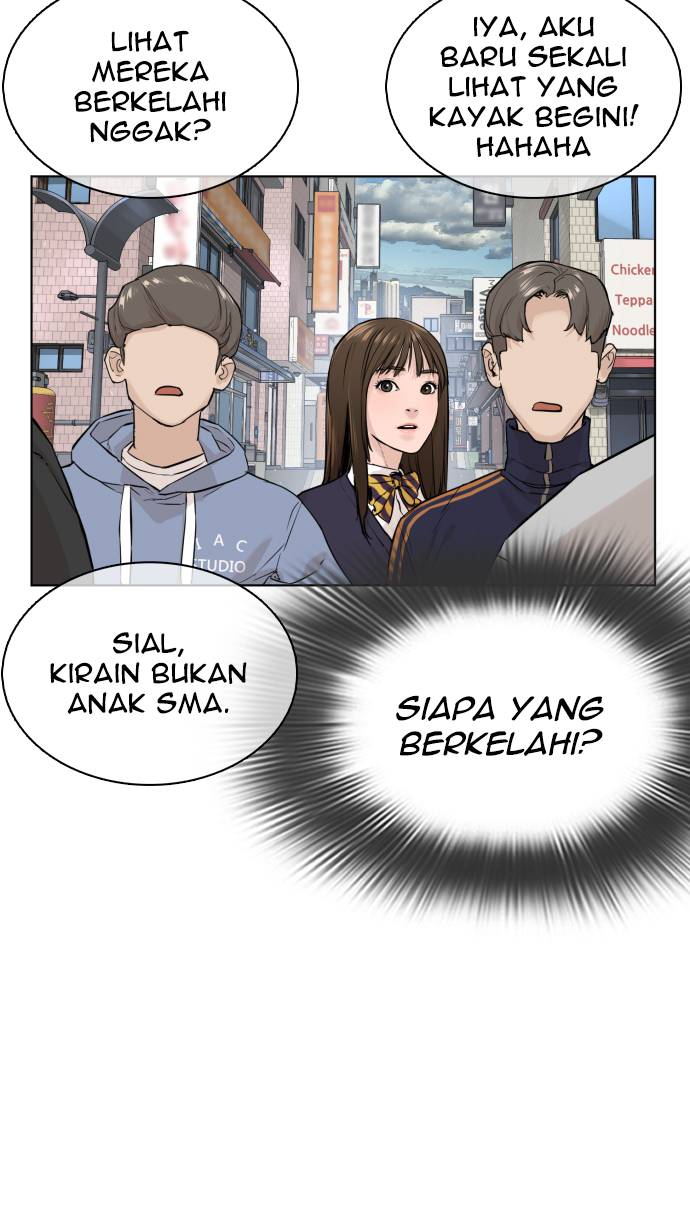 LIHAT
MEREKA
BERKELAHI
NGGAK?
IYA, AKU
BARU SEKALI
LIHAT YANG
KAYAK BEGINI!
HAHAHA
Chicken
Teppa
Noodle
I A C
STUDIO
SIAL,
KIRAIN BUKAN
ANAK SMA.
SIAPA YANG
BERKELAHI?